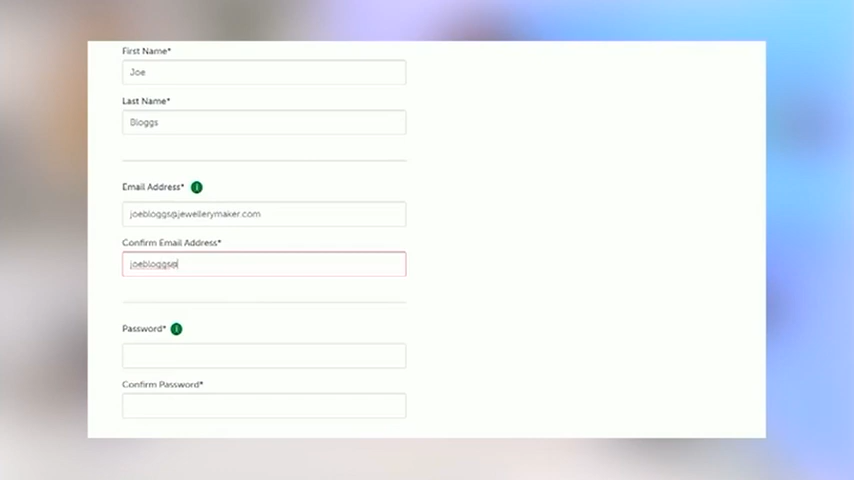 First Name*
Joe
Last Name*
Bloggs
Email Address* i
joebloggs@jewellerymaker.com
Confirm Email Address*
joebloggs@
Password* i
Confirm Password*